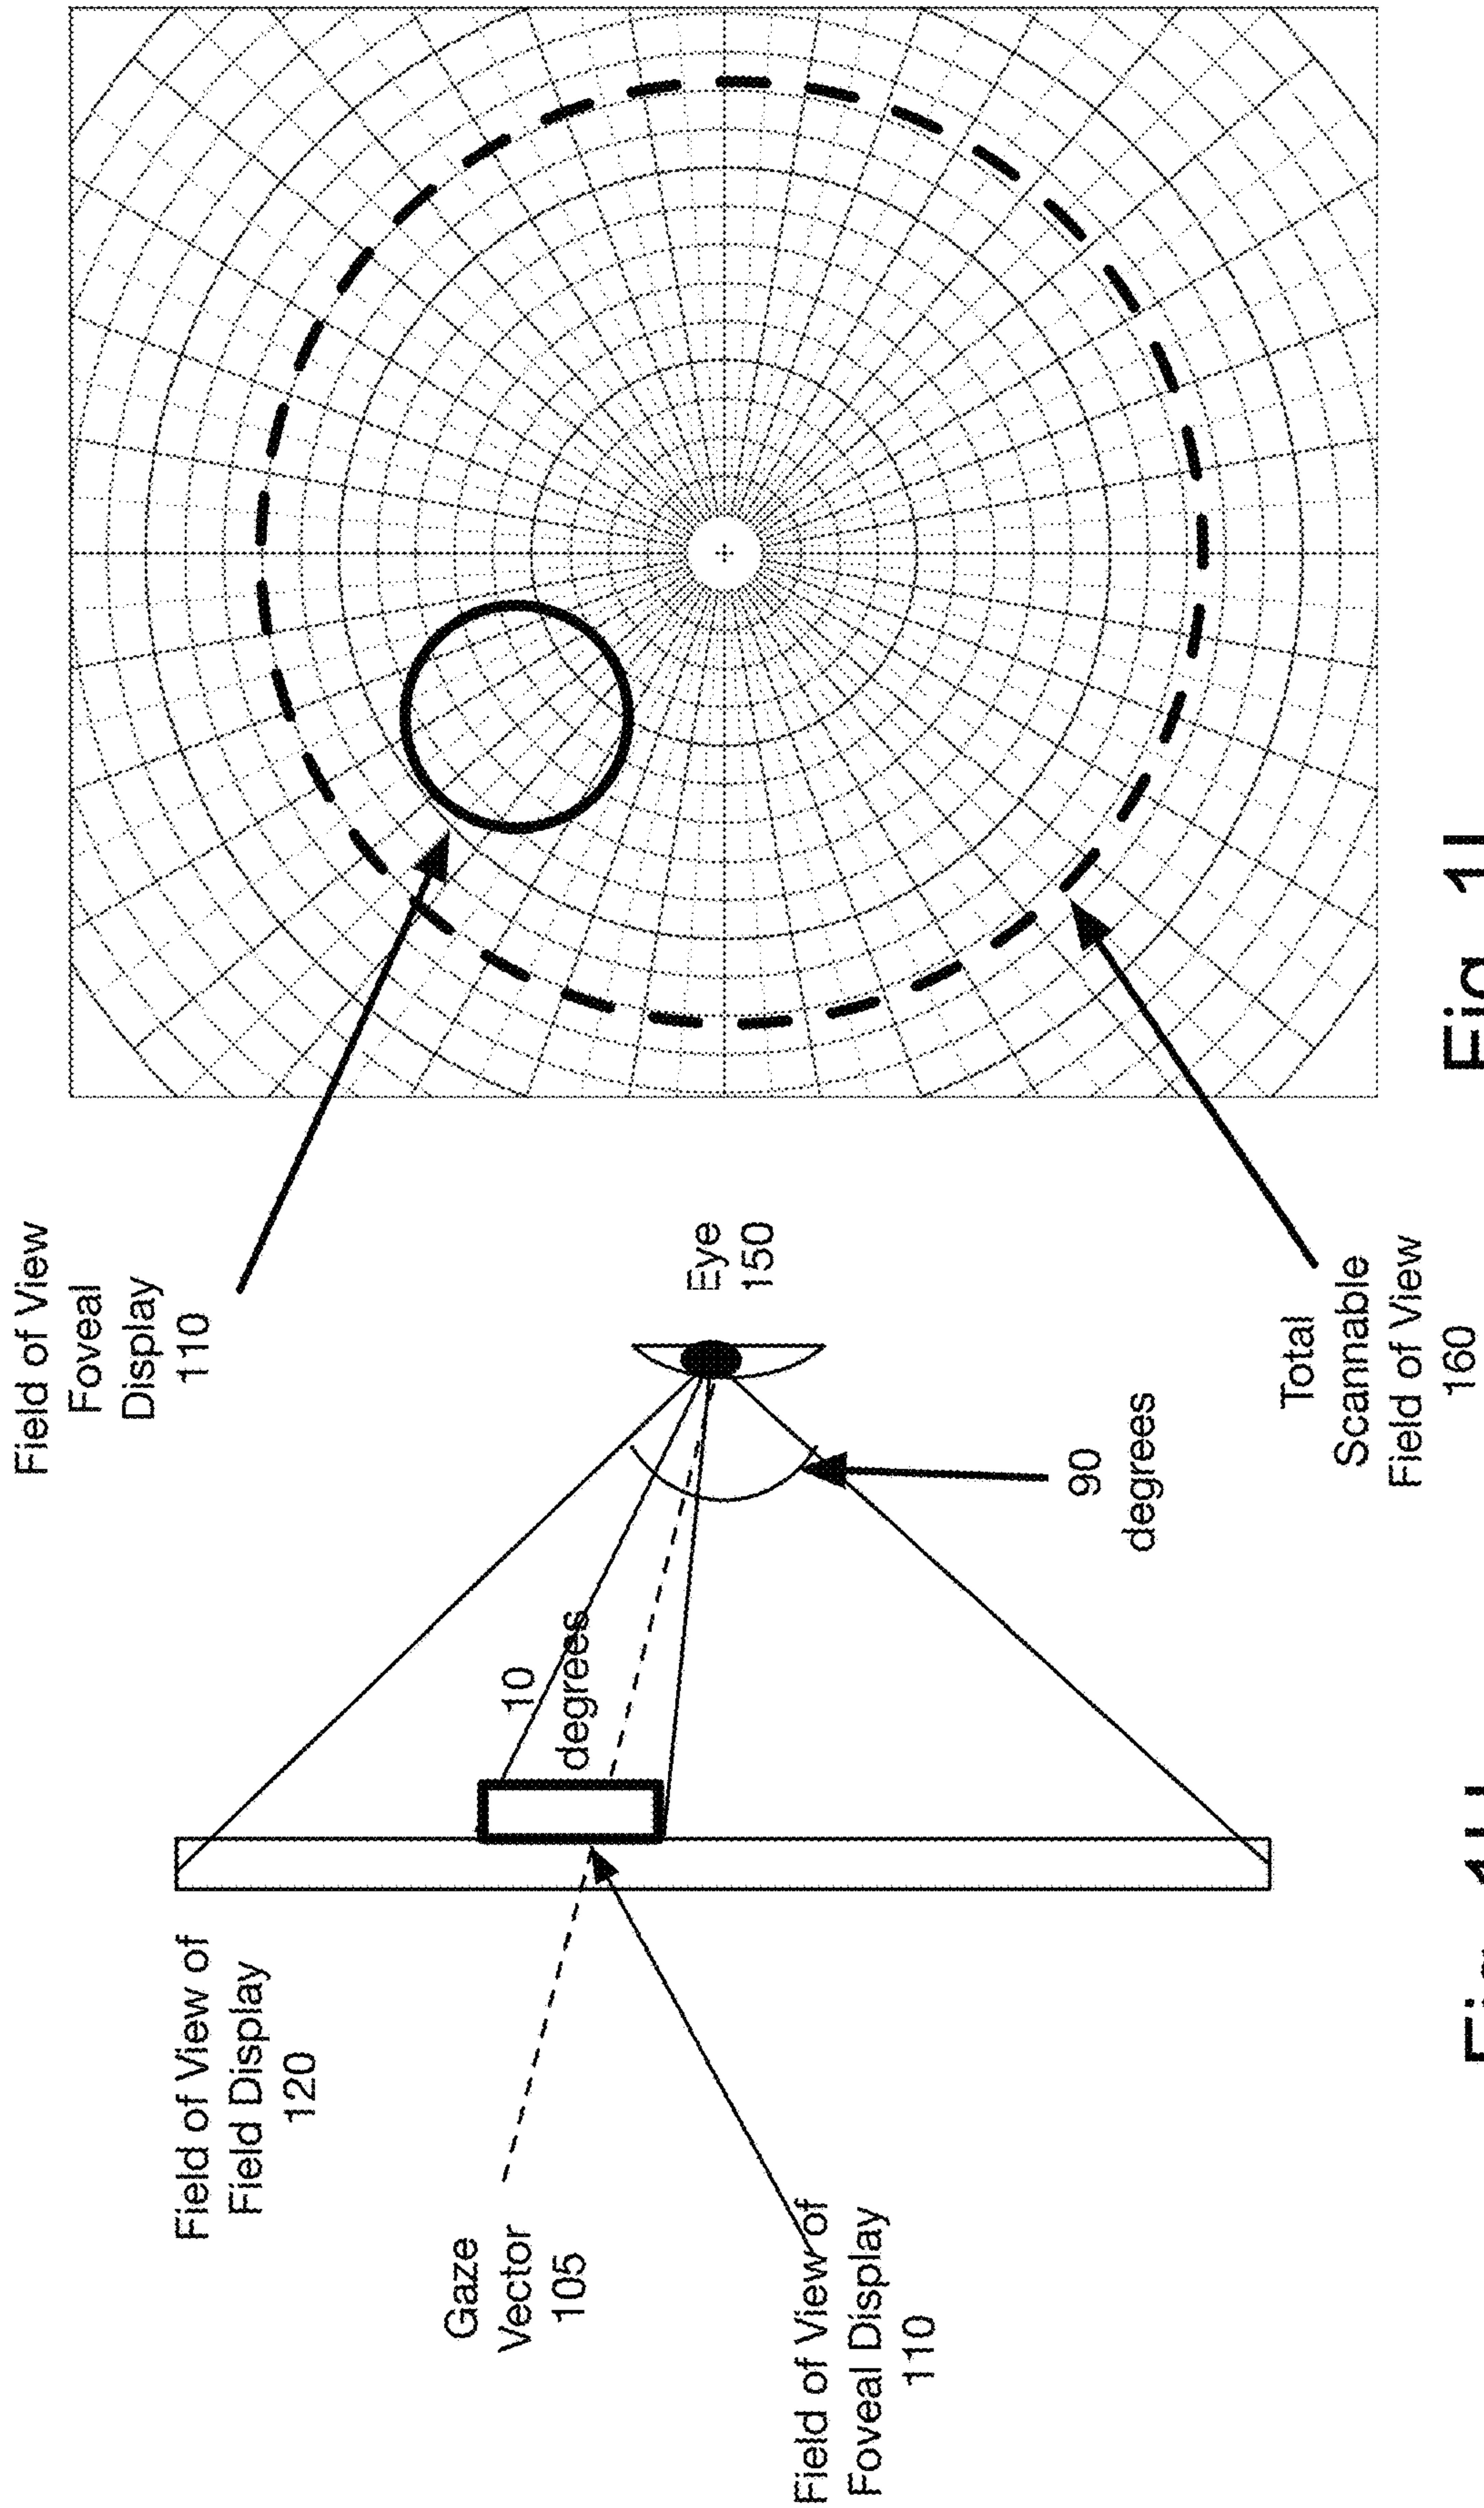 Field of View of
Field Display
120
Gaze
Vector
105
Field of View of
Foveal Display
110
10
degrees
90
degrees
Eye
150
Field of View
Foveal
Display
110
Total
Scannable
Field of View
160